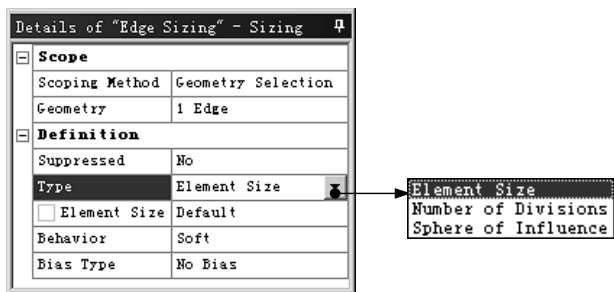 Details of "Edge Sizing" - Sizing
Scope
Scoping Method Geometry Selection
Geometry 1 Edge
Definition
Suppressed No
Type Element Size
Element Size Default
Behavior Soft
Bias Type No Bias
Element Size
Number of Divisions
Sphere of Influence